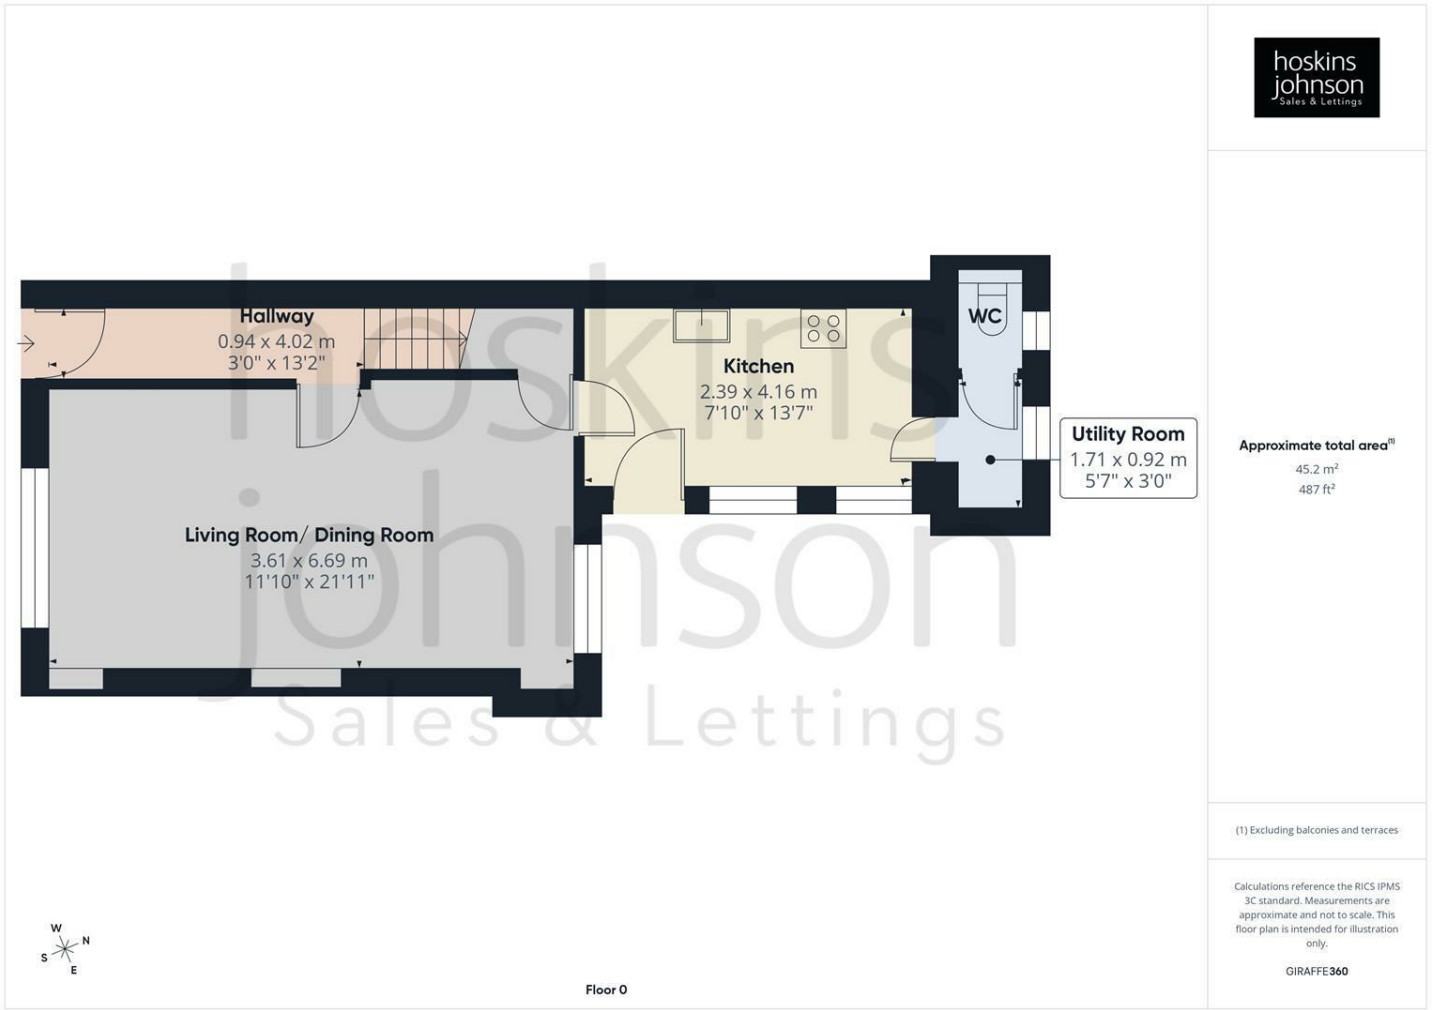 hoskins
johnson
Sales & Lettings
Hallway
0.94 x 4.02 m
3'0" x 13'2"
Kitchen
2.39 x 4.16 m
7'10" x 13'7"
WC
Utility Room
1.71 x 0.92 m
5'7" x 3'0"
Living Room/ Dining Room
3.61 x 6.69 m
11'10" x 21'11"
hoskins
johnson
Sales & Lettings
Approximate total area(1)
45.2 m²
487 ft²
(1) Excluding balconies and terraces
Calculations reference the RICS IPMS
3C standard. Measurements are
approximate and not to scale. This
floor plan is intended for illustration
only.
GIRAFFE360
W
N
S
E
Floor 0